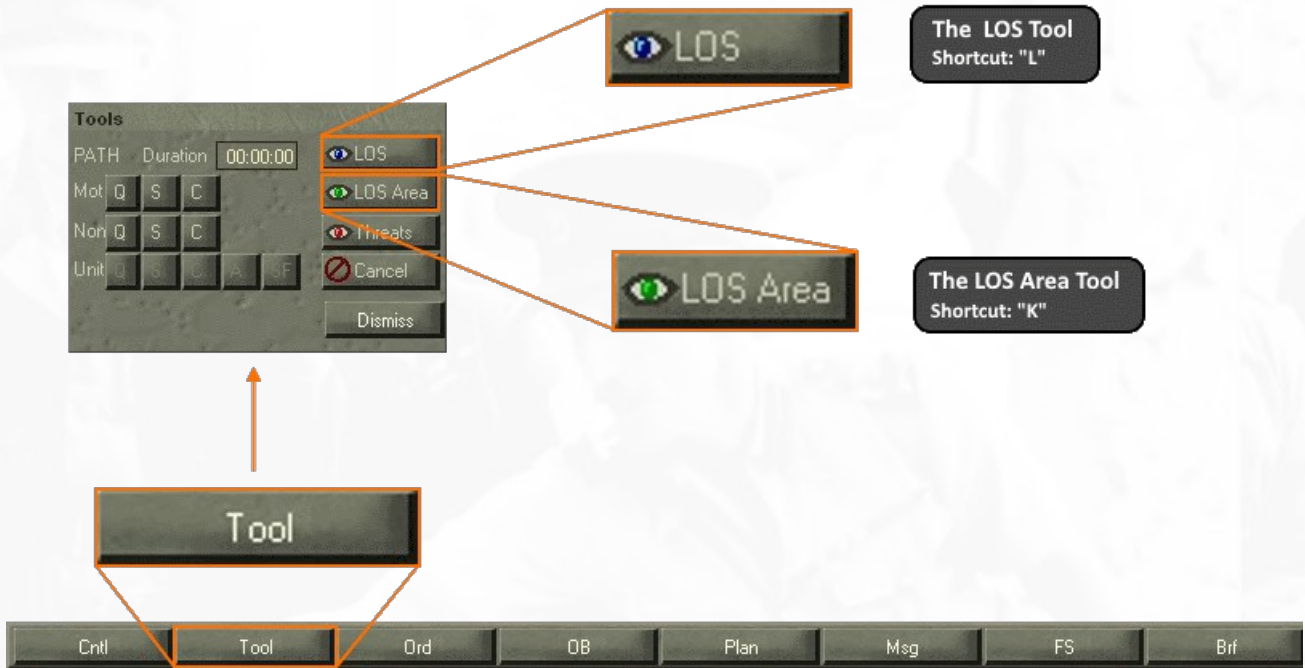 LOS
The LOS Tool
Shortcut: "L"
Tools
PATH Duration 00:00:00 LOS
Mot Q S C LOS Area
Non Q S C Threats
Unit Q S C A SF Cancel
Dismiss
LOS Area
The LOS Area Tool
Shortcut: "K"
Tool
Cntl Tool Ord OB Plan Msg FS Brf